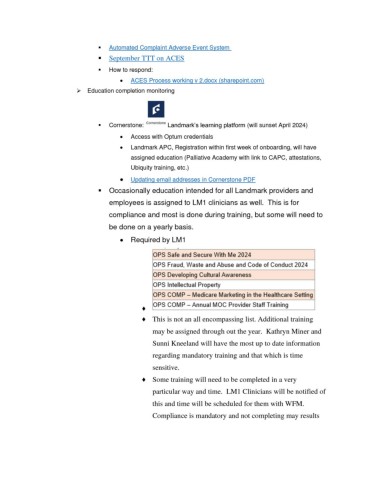 ▪ Automated Complaint Adverse Event System
▪ September TTT on ACES
▪ How to respond:
• ACES Process working v 2.docx (sharepoint.com)
➢ Education completion monitoring
▪ Cornerstone: Cornerstone Landmark's learning platform (will sunset April 2024)
• Access with Optum credentials
• Landmark APC, Registration within first week of onboarding, will have
assigned education (Palliative Academy with link to CAPC, attestations,
Ubiquity training, etc.)
• Updating email addresses in Cornerstone PDF
▪ Occasionally education intended for all Landmark providers and
employees is assigned to LM1 clinicians as well. This is for
compliance and most is done during training, but some will need to
be done on a yearly basis.
• Required by LM1
OPS Safe and Secure With Me 2024
OPS Fraud, Waste and Abuse and Code of Conduct 2024
OPS Developing Cultural Awareness
OPS Intellectual Property
OPS COMP – Medicare Marketing in the Healthcare Setting
OPS COMP – Annual MOC Provider Staff Training
♦
♦ This is not an all encompassing list. Additional training
may be assigned through out the year. Kathryn Miner and
Sunni Kneeland will have the most up to date information
regarding mandatory training and that which is time
sensitive.
♦ Some training will need to be completed in a very
particular way and time. LM1 Clinicians will be notified of
this and time will be scheduled for them with WFM.
Compliance is mandatory and not completing may results